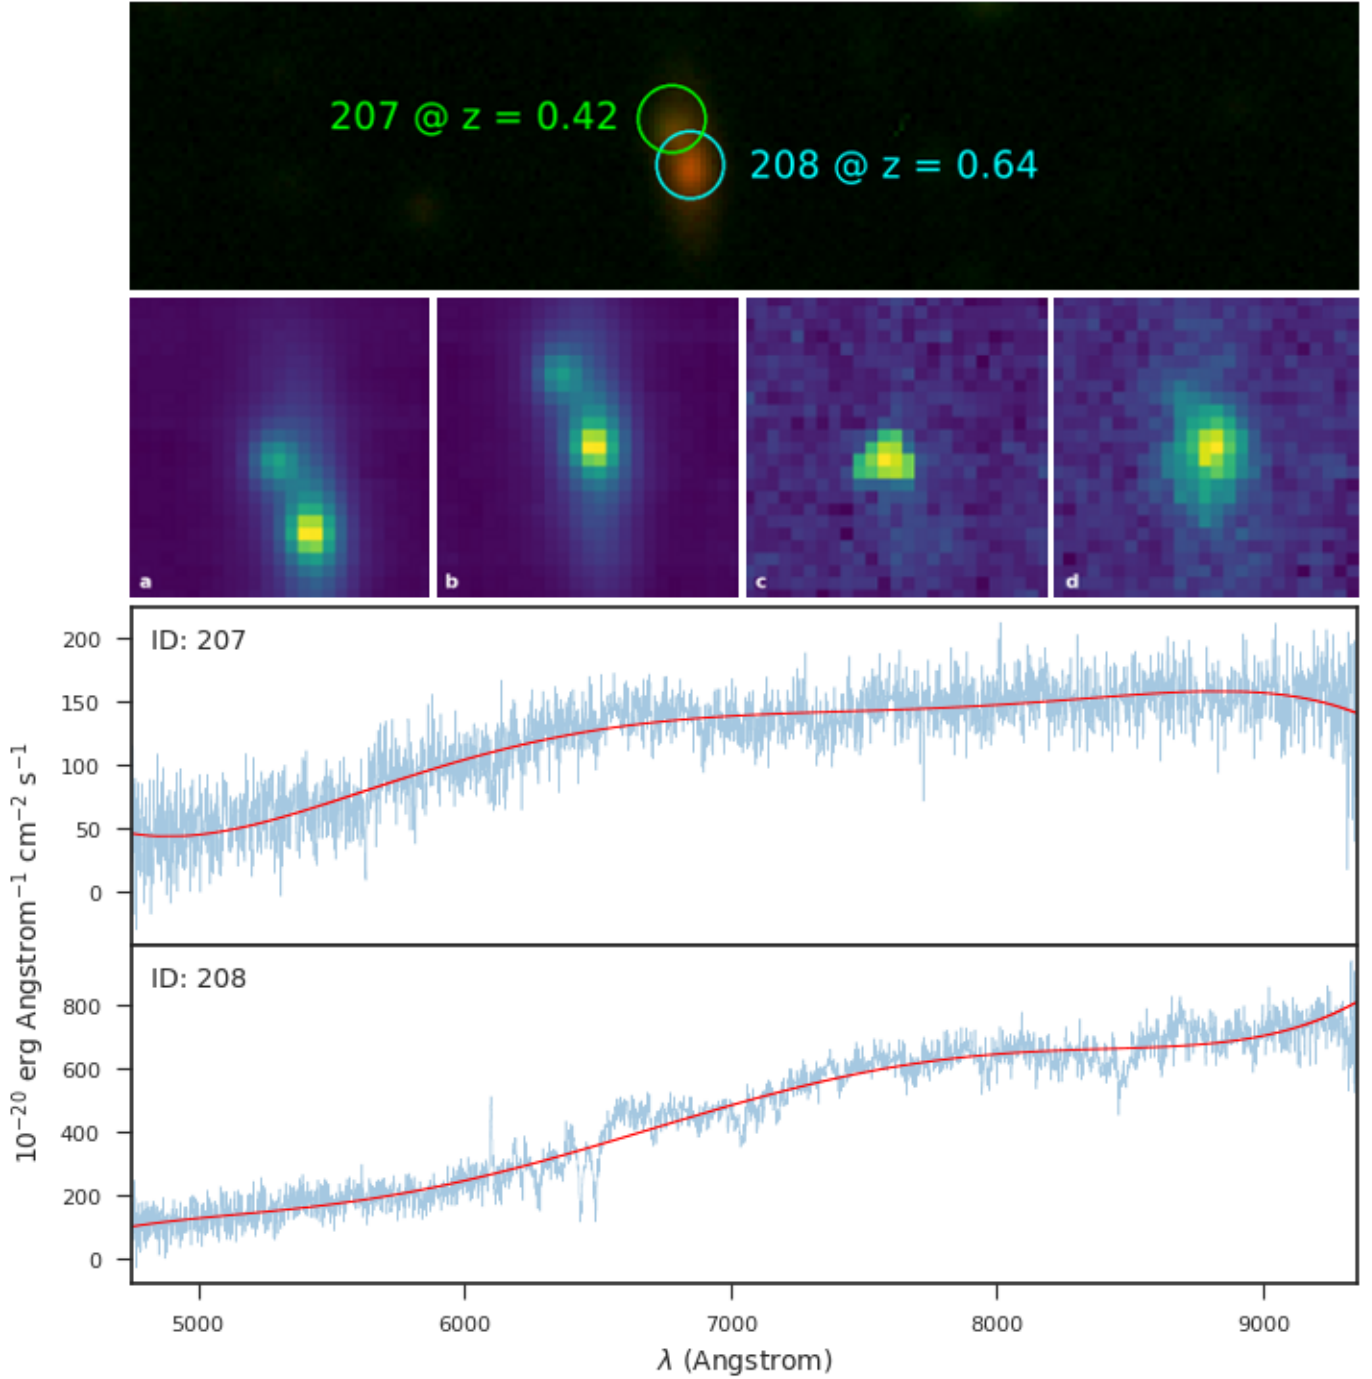 207 @ z = 0.42
208 @ z = 0.64
a
b
c
d
ID: 207
200
150
100
50
0
10⁻²⁰ erg Angstrom⁻¹ cm⁻² s⁻¹
ID: 208
800
600
400
200
0
5000 6000 7000 8000 9000
λ (Angstrom)